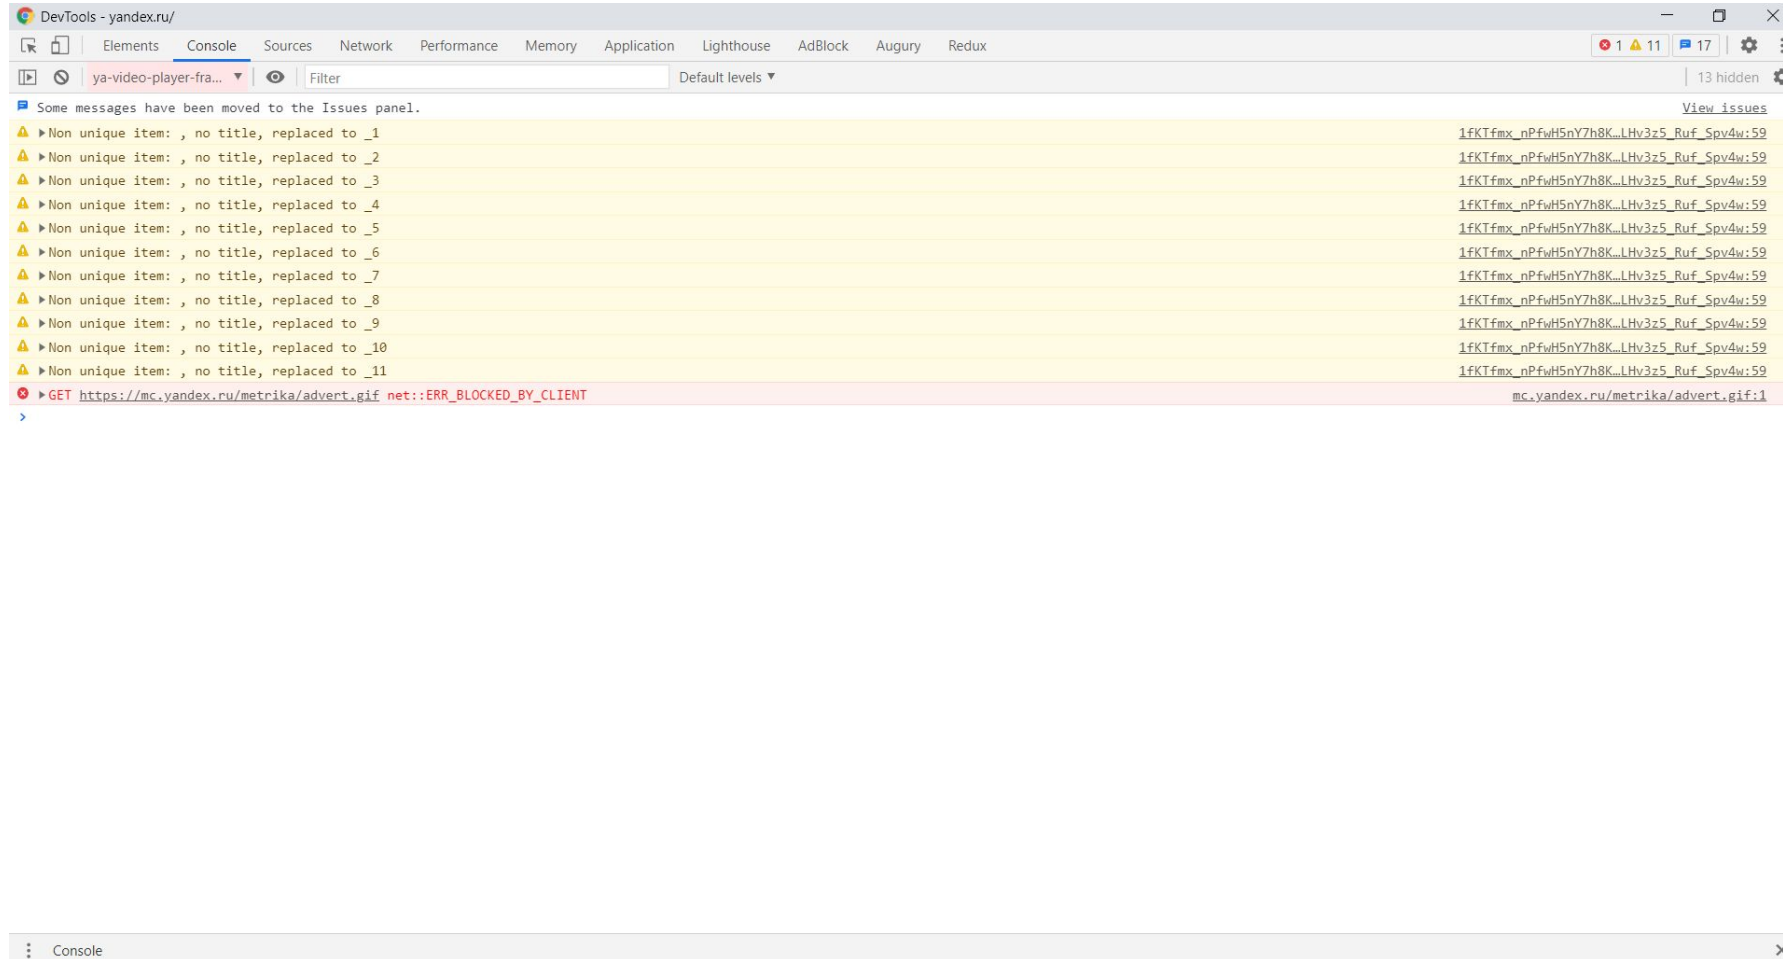 DevTools - yandex.ru/
Elements Console Sources Network Performance Memory Application Lighthouse AdBlock Augury Redux 1 11 17
ya-video-player-fra... Filter Default levels 13 hidden
Some messages have been moved to the Issues panel. View issues
Non unique item: , no title, replaced to _1 1fKTfmx_nPfwH5nY7h8K…LHv3z5_Ruf_Spv4w:59
Non unique item: , no title, replaced to _2 1fKTfmx_nPfwH5nY7h8K…LHv3z5_Ruf_Spv4w:59
Non unique item: , no title, replaced to _3 1fKTfmx_nPfwH5nY7h8K…LHv3z5_Ruf_Spv4w:59
Non unique item: , no title, replaced to _4 1fKTfmx_nPfwH5nY7h8K…LHv3z5_Ruf_Spv4w:59
Non unique item: , no title, replaced to _5 1fKTfmx_nPfwH5nY7h8K…LHv3z5_Ruf_Spv4w:59
Non unique item: , no title, replaced to _6 1fKTfmx_nPfwH5nY7h8K…LHv3z5_Ruf_Spv4w:59
Non unique item: , no title, replaced to _7 1fKTfmx_nPfwH5nY7h8K…LHv3z5_Ruf_Spv4w:59
Non unique item: , no title, replaced to _8 1fKTfmx_nPfwH5nY7h8K…LHv3z5_Ruf_Spv4w:59
Non unique item: , no title, replaced to _9 1fKTfmx_nPfwH5nY7h8K…LHv3z5_Ruf_Spv4w:59
Non unique item: , no title, replaced to _10 1fKTfmx_nPfwH5nY7h8K…LHv3z5_Ruf_Spv4w:59
Non unique item: , no title, replaced to _11 1fKTfmx_nPfwH5nY7h8K…LHv3z5_Ruf_Spv4w:59
GET https://mc.yandex.ru/metrika/advert.gif net::ERR_BLOCKED_BY_CLIENT mc.yandex.ru/metrika/advert.gif:1
Console